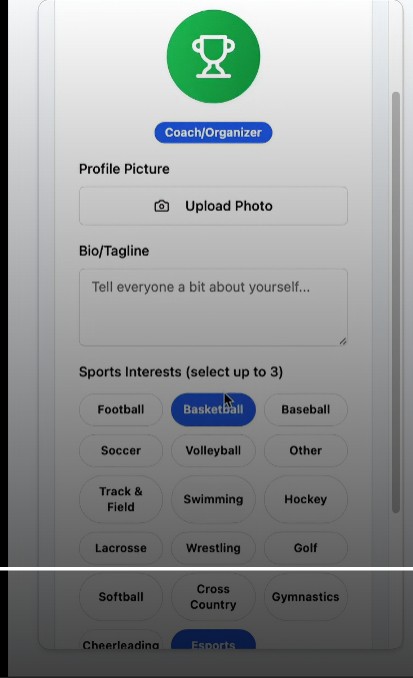 Coach/Organizer
Profile Picture
Upload Photo
Bio/Tagline
Tell everyone a bit about yourself...
Sports Interests (select up to 3)
Football Basketball Baseball
Soccer Volleyball Other
Track &
Field
Swimming Hockey
Lacrosse Wrestling Golf
Softball
Cross
Country
Gymnastics
Cheerleading Esports